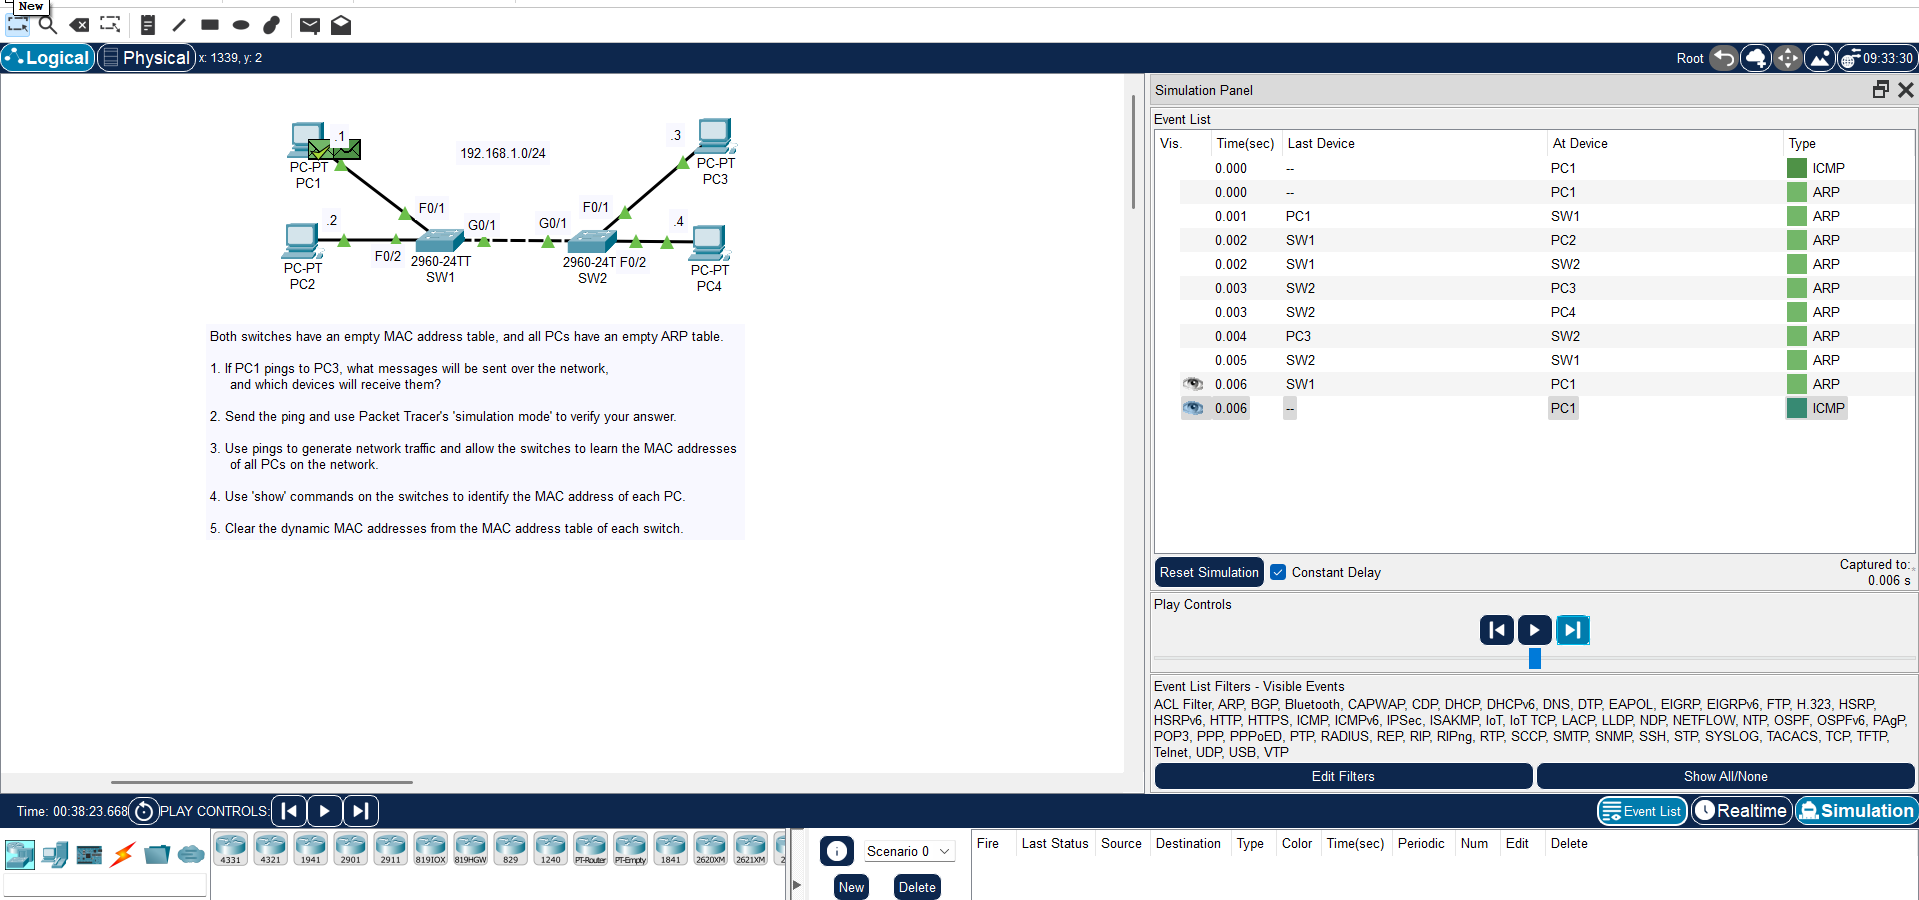 New
Logical
Physical
x: 1339, y: 2
Root
09:33:30
.1
192.168.1.0/24
.3
PC-PT
PC1
PC-PT
PC3
F0/1
F0/1
.2
G0/1
G0/1
.4
F0/2
2960-24TT
SW1
2960-24T
F0/2
SW2
PC-PT
PC2
PC-PT
PC4
Both switches have an empty MAC address table, and all PCs have an empty ARP table.
1. If PC1 pings to PC3, what messages will be sent over the network,
and which devices will receive them?
2. Send the ping and use Packet Tracer's 'simulation mode' to verify your answer.
3. Use pings to generate network traffic and allow the switches to learn the MAC addresses
of all PCs on the network.
4. Use 'show' commands on the switches to identify the MAC address of each PC.
5. Clear the dynamic MAC addresses from the MAC address table of each switch.
Simulation Panel
Event List
Vis. Time(sec) Last Device At Device Type
0.000 -- PC1 ICMP
0.000 -- PC1 ARP
0.001 PC1 SW1 ARP
0.002 SW1 PC2 ARP
0.002 SW1 SW2 ARP
0.003 SW2 PC3 ARP
0.003 SW2 PC4 ARP
0.004 PC3 SW2 ARP
0.005 SW2 SW1 ARP
0.006 SW1 PC1 ARP
0.006 -- PC1 ICMP
Reset Simulation
Constant Delay
Captured to:
0.006 s
Play Controls
Event List Filters - Visible Events
ACL Filter, ARP, BGP, Bluetooth, CAPWAP, CDP, DHCP, DHCPv6, DNS, DTP, EAPOL, EIGRP, EIGRPv6, FTP, H.323, HSRP,
HSRPv6, HTTP, HTTPS, ICMP, ICMPv6, IPSec, ISAKMP, IoT, IoT TCP, LACP, LLDP, NDP, NETFLOW, NTP, OSPF, OSPFv6, PAgP,
POP3, PPP, PPPoED, PTP, RADIUS, REP, RIP, RIPng, RTP, SCCP, SMTP, SNMP, SSH, STP, SYSLOG, TACACS, TCP, TFTP,
Telnet, UDP, USB, VTP
Edit Filters
Show All/None
Time: 00:38:23.668
PLAY CONTROLS:
Event List
Realtime
Simulation
4331 4321 1941 2901 2911 819IOX 819HGW 829 1240 PT-Router PT-Empty 1841 2620XM 2621XM 2
Scenario 0
New
Delete
Fire Last Status Source Destination Type Color Time(sec) Periodic Num Edit Delete